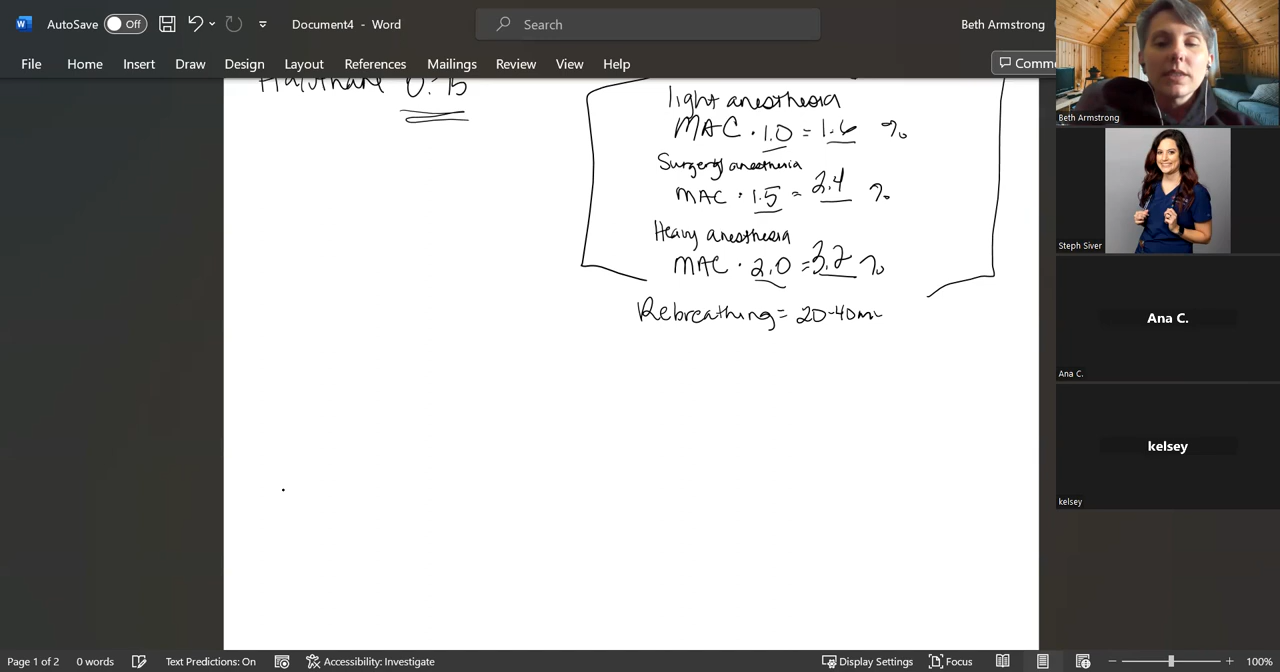 AutoSave Off Document4 - Word Search Beth Armstrong
File Home Insert Draw Design Layout References Mailings Review View Help Comme
Halothane 0.75
light anesthesia
MAC · 1.0 = 1.6 %
Surgery anesthesia
MAC · 1.5 = 2.4 %
Heavy anesthesia
MAC · 2.0 = 3.2 %
Rebreathing = 20-40mL
Beth Armstrong
Steph Siver
Ana C.
Ana C.
kelsey
kelsey
Page 1 of 2 0 words Text Predictions: On Accessibility: Investigate Display Settings Focus 100%